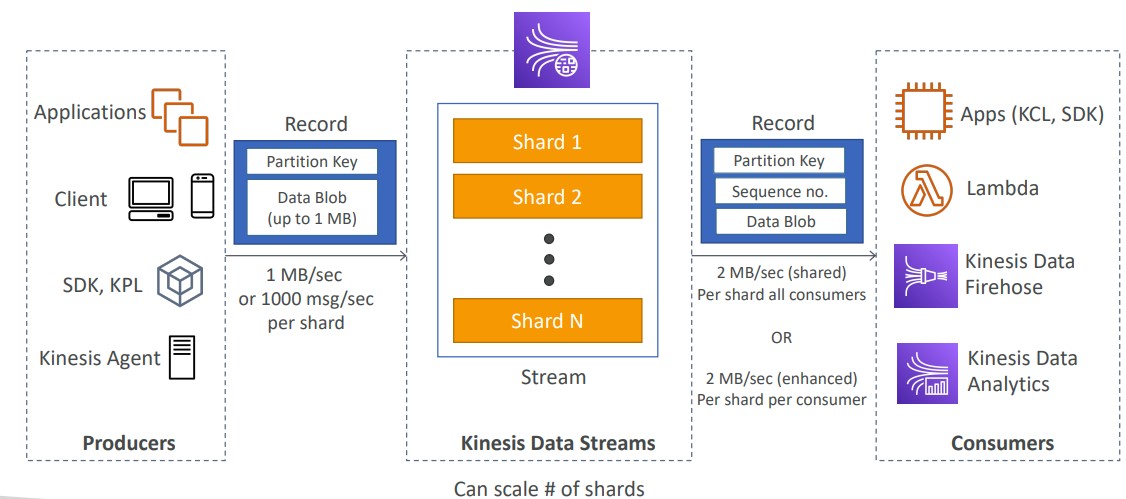 Applications
Client
SDK, KPL
Kinesis Agent
Producers
Record
Partition Key
Data Blob
(up to 1 MB)
1 MB/sec
or 1000 msg/sec
per shard
Shard 1
Shard 2
Shard N
Stream
Kinesis Data Streams
Can scale # of shards
Record
Partition Key
Sequence no.
Data Blob
2 MB/sec (shared)
Per shard all consumers
OR
2 MB/sec (enhanced)
Per shard per consumer
Apps (KCL, SDK)
Lambda
Kinesis Data
Firehose
Kinesis Data
Analytics
Consumers